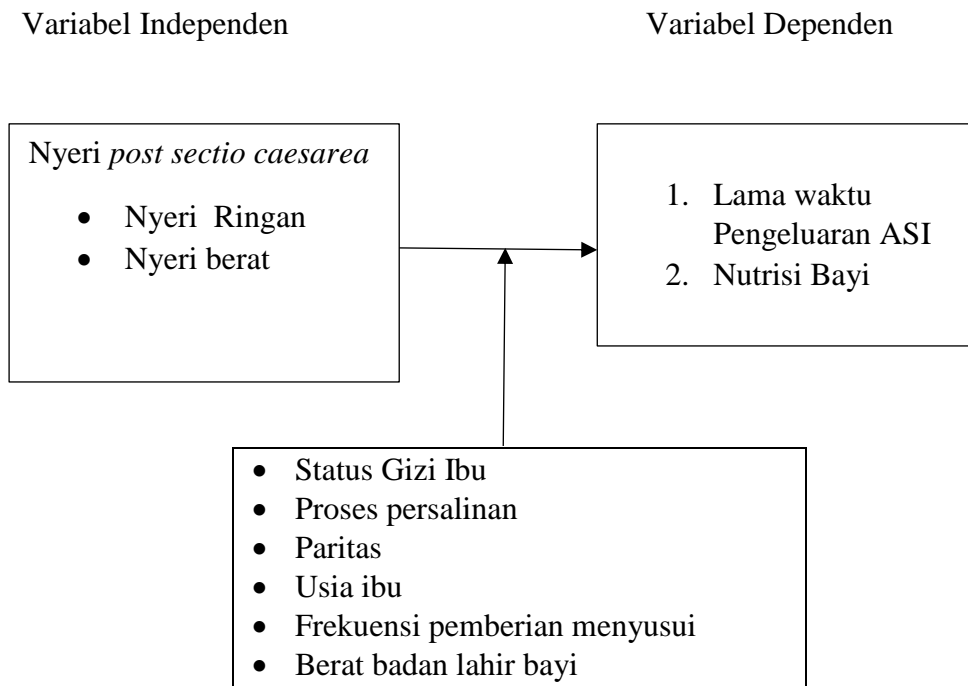 Variabel Independen
Variabel Dependen
Nyeri post sectio caesarea
• Nyeri Ringan
• Nyeri berat
1. Lama waktu
Pengeluaran ASI
2. Nutrisi Bayi
• Status Gizi Ibu
• Proses persalinan
• Paritas
• Usia ibu
• Frekuensi pemberian menyusui
• Berat badan lahir bayi